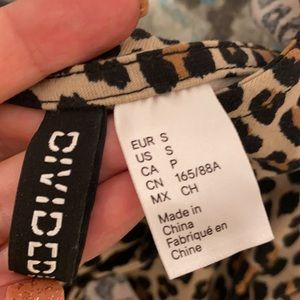 DIVIDED
EUR S
US S
CA P
CN 165/88A
MX CH
Made in
China
Fabriqué en
Chine